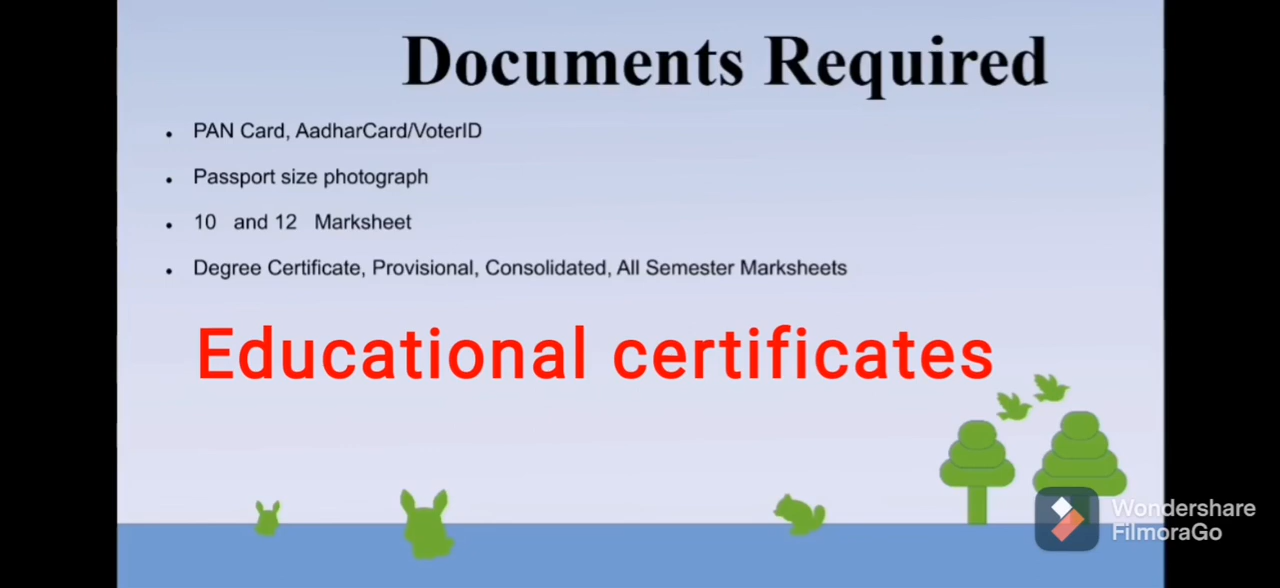 Documents Required
• PAN Card, AadharCard/VoterID
• Passport size photograph
• 10 and 12 Marksheet
• Degree Certificate, Provisional, Consolidated, All Semester Marksheets
Educational certificates
Wondershare
FilmoraGo